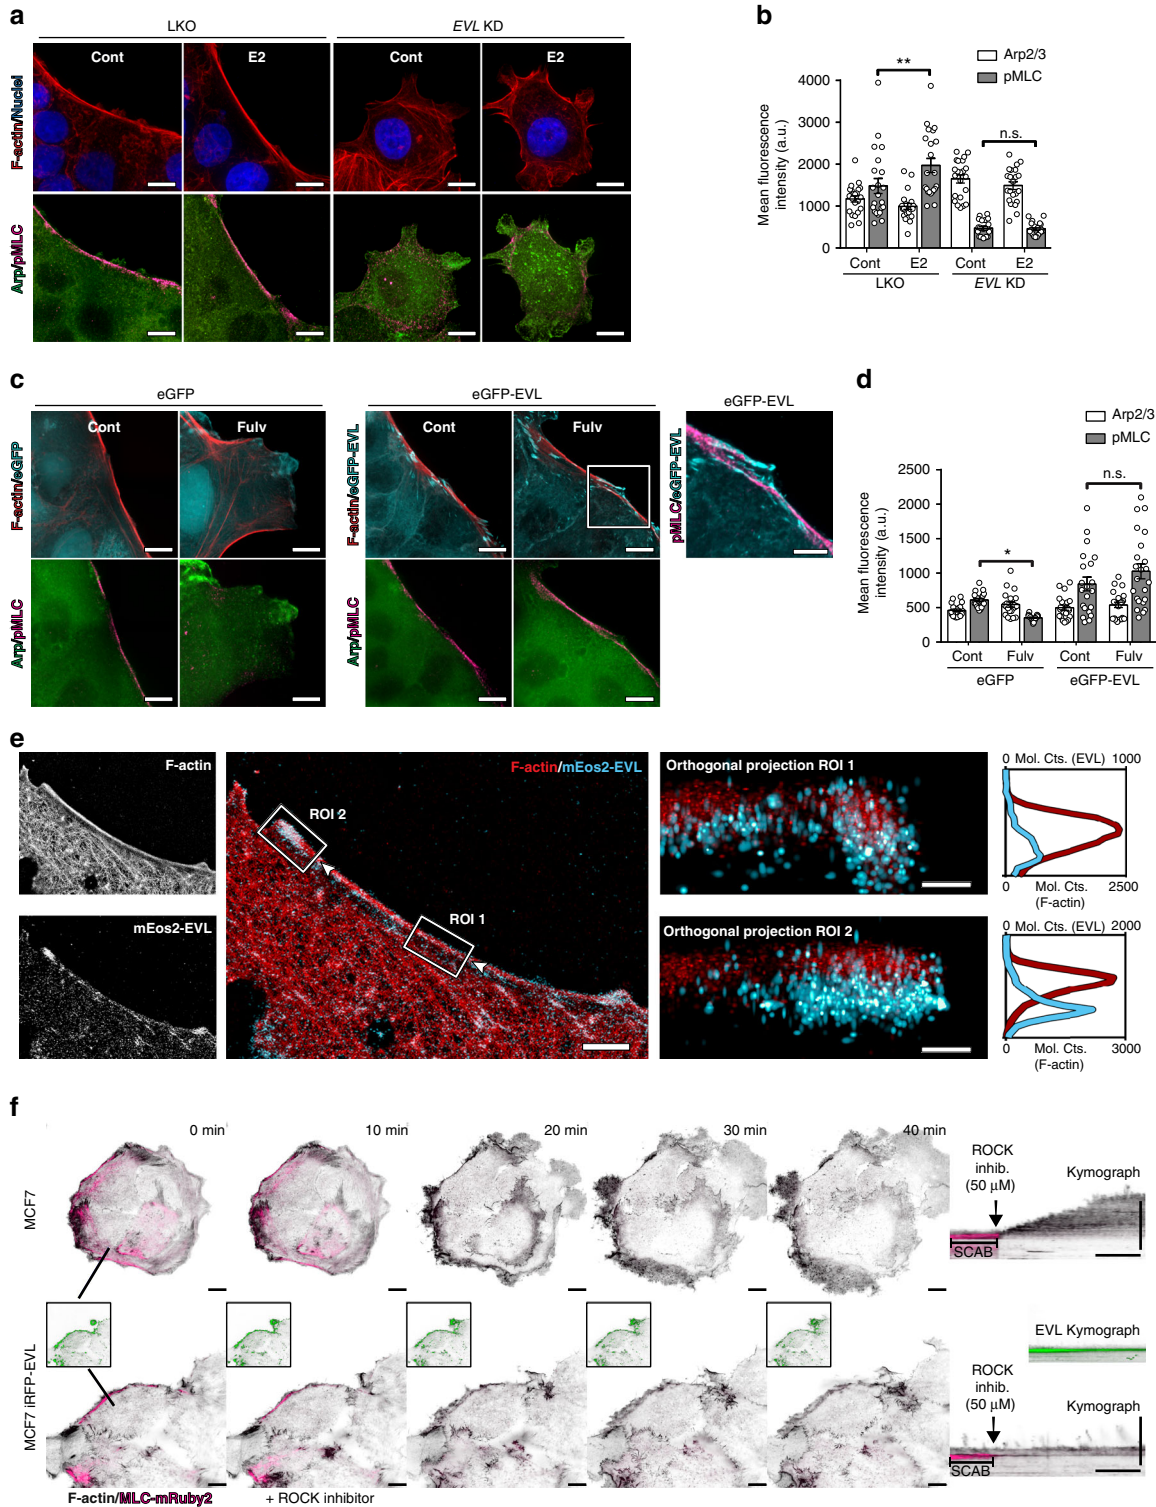 a
LKO
EVL KD
Cont
E2
Cont
E2
F-actin/Nuclei
Arp/pMLC
b
Arp2/3
pMLC
Mean fluorescence
intensity (a.u.)
4000
3000
2000
1000
0
**
n.s.
Cont
E2
Cont
E2
LKO
EVL KD
c
eGFP
eGFP-EVL
eGFP-EVL
Cont
Fulv
Cont
Fulv
F-actin/eGFP
Arp/pMLC
F-actin/eGFP-EVL
Arp/pMLC
pMLC/eGFP-EVL
d
Arp2/3
pMLC
Mean fluorescence
intensity (a.u.)
2500
2000
1500
1000
500
0
*
n.s.
Cont
Fulv
Cont
Fulv
eGFP
eGFP-EVL
e
F-actin
mEos2-EVL
F-actin/mEos2-EVL
ROI 2
ROI 1
Orthogonal projection ROI 1
0 Mol. Cts. (EVL) 1000
0 Mol. Cts. 2500
(F-actin)
Orthogonal projection ROI 2
0 Mol. Cts. (EVL) 2000
0 Mol. Cts. 3000
(F-actin)
f
0 min
10 min
20 min
30 min
40 min
MCF7
ROCK
inhib.
(50 µM)
Kymograph
SCAB
MCF7 iRFP-EVL
EVL Kymograph
ROCK
inhib.
(50 µM)
Kymograph
SCAB
F-actin/MLC-mRuby2
+ ROCK inhibitor